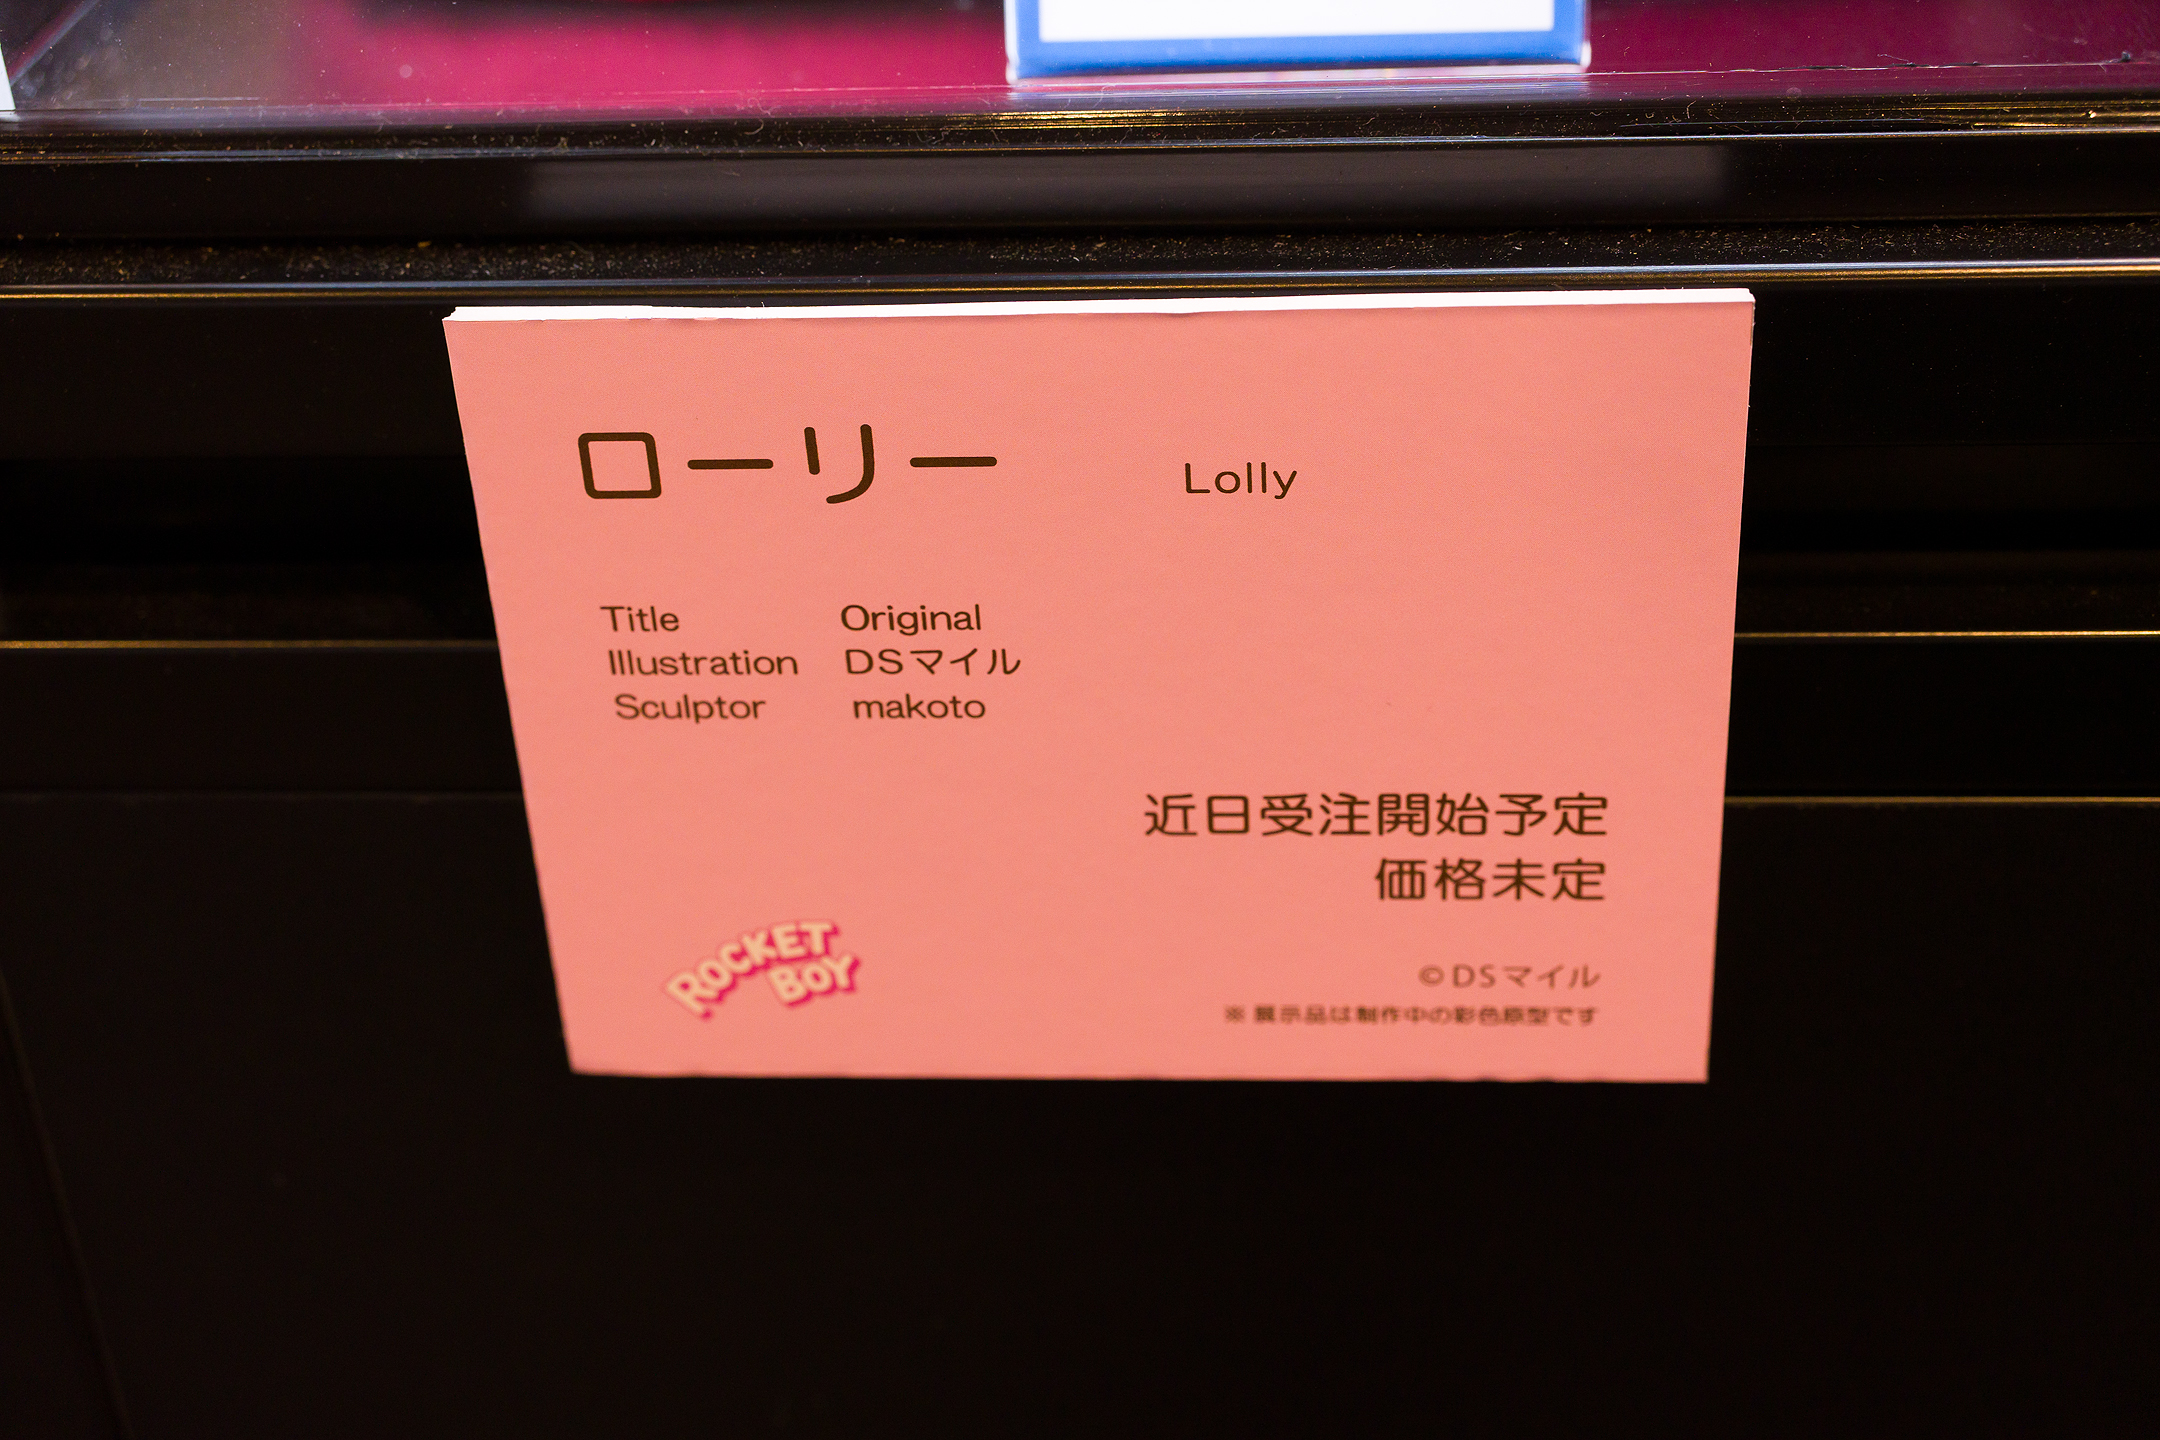 ローリー Lolly
Title Original
Illustration DSマイル
Sculptor makoto
近日受注開始予定
価格未定
ROCKET
BOY
©DSマイル
※展示品は制作中の彩色原型です